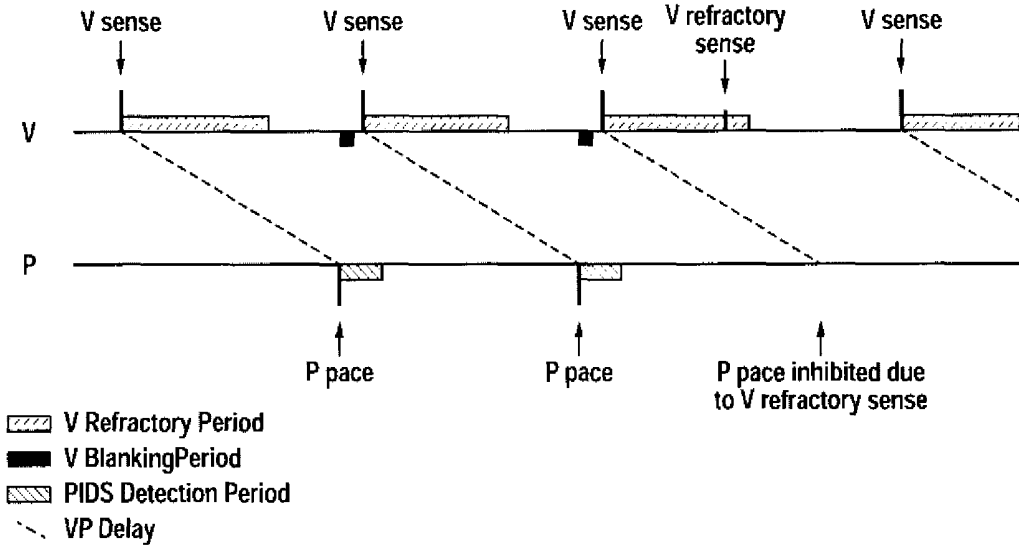 V sense
V sense
V sense
V refractory
sense
V sense
V
P
P pace
P pace
P pace inhibited due
to V refractory sense
V Refractory Period
V BlankingPeriod
PIDS Detection Period
VP Delay